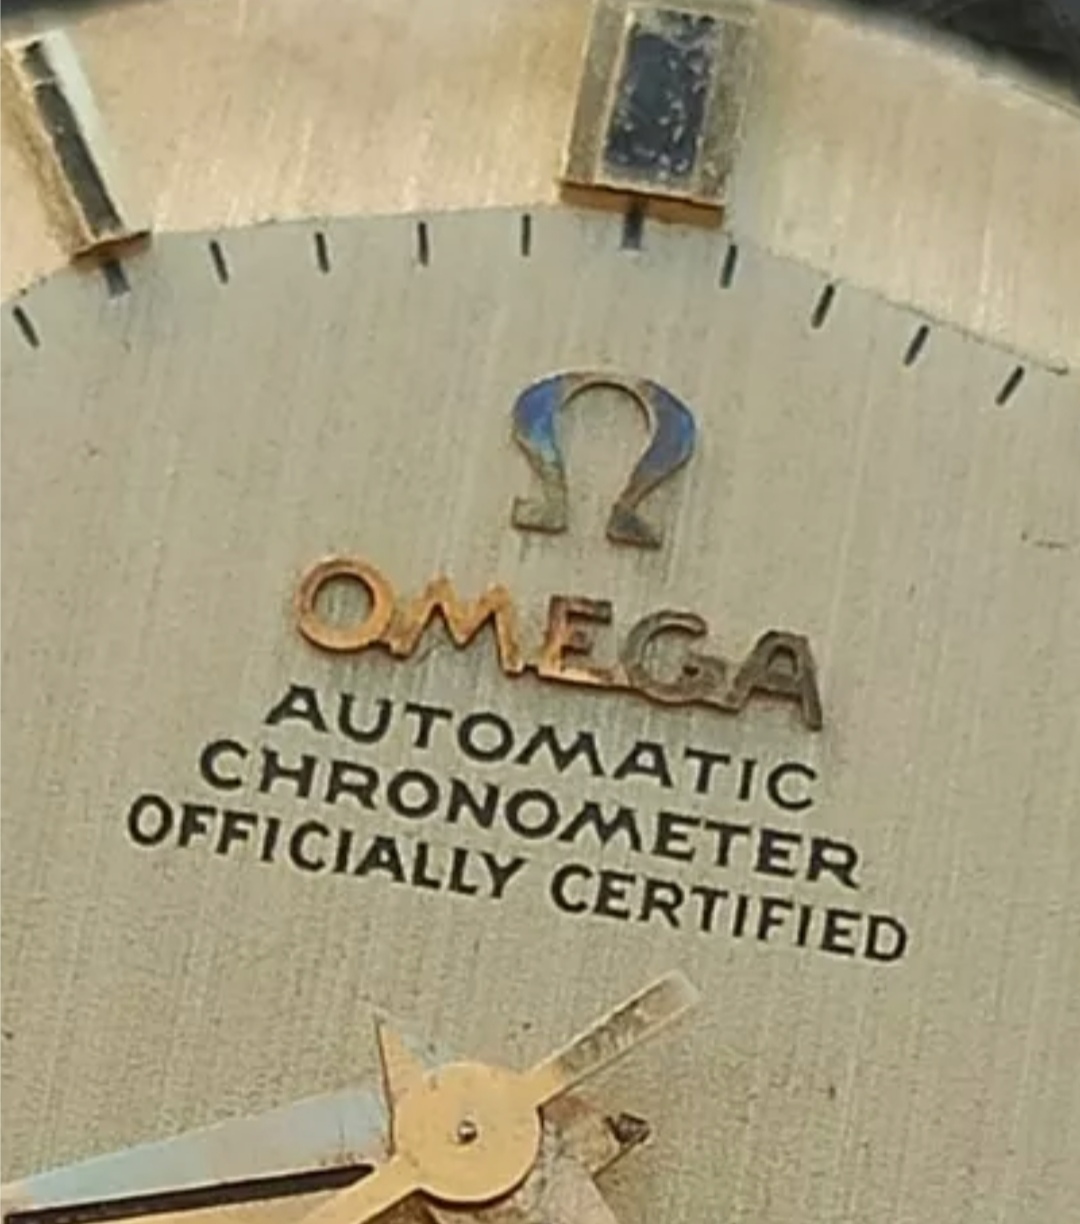 Ω
OMEGA
AUTOMATIC
CHRONOMETER
OFFICIALLY CERTIFIED